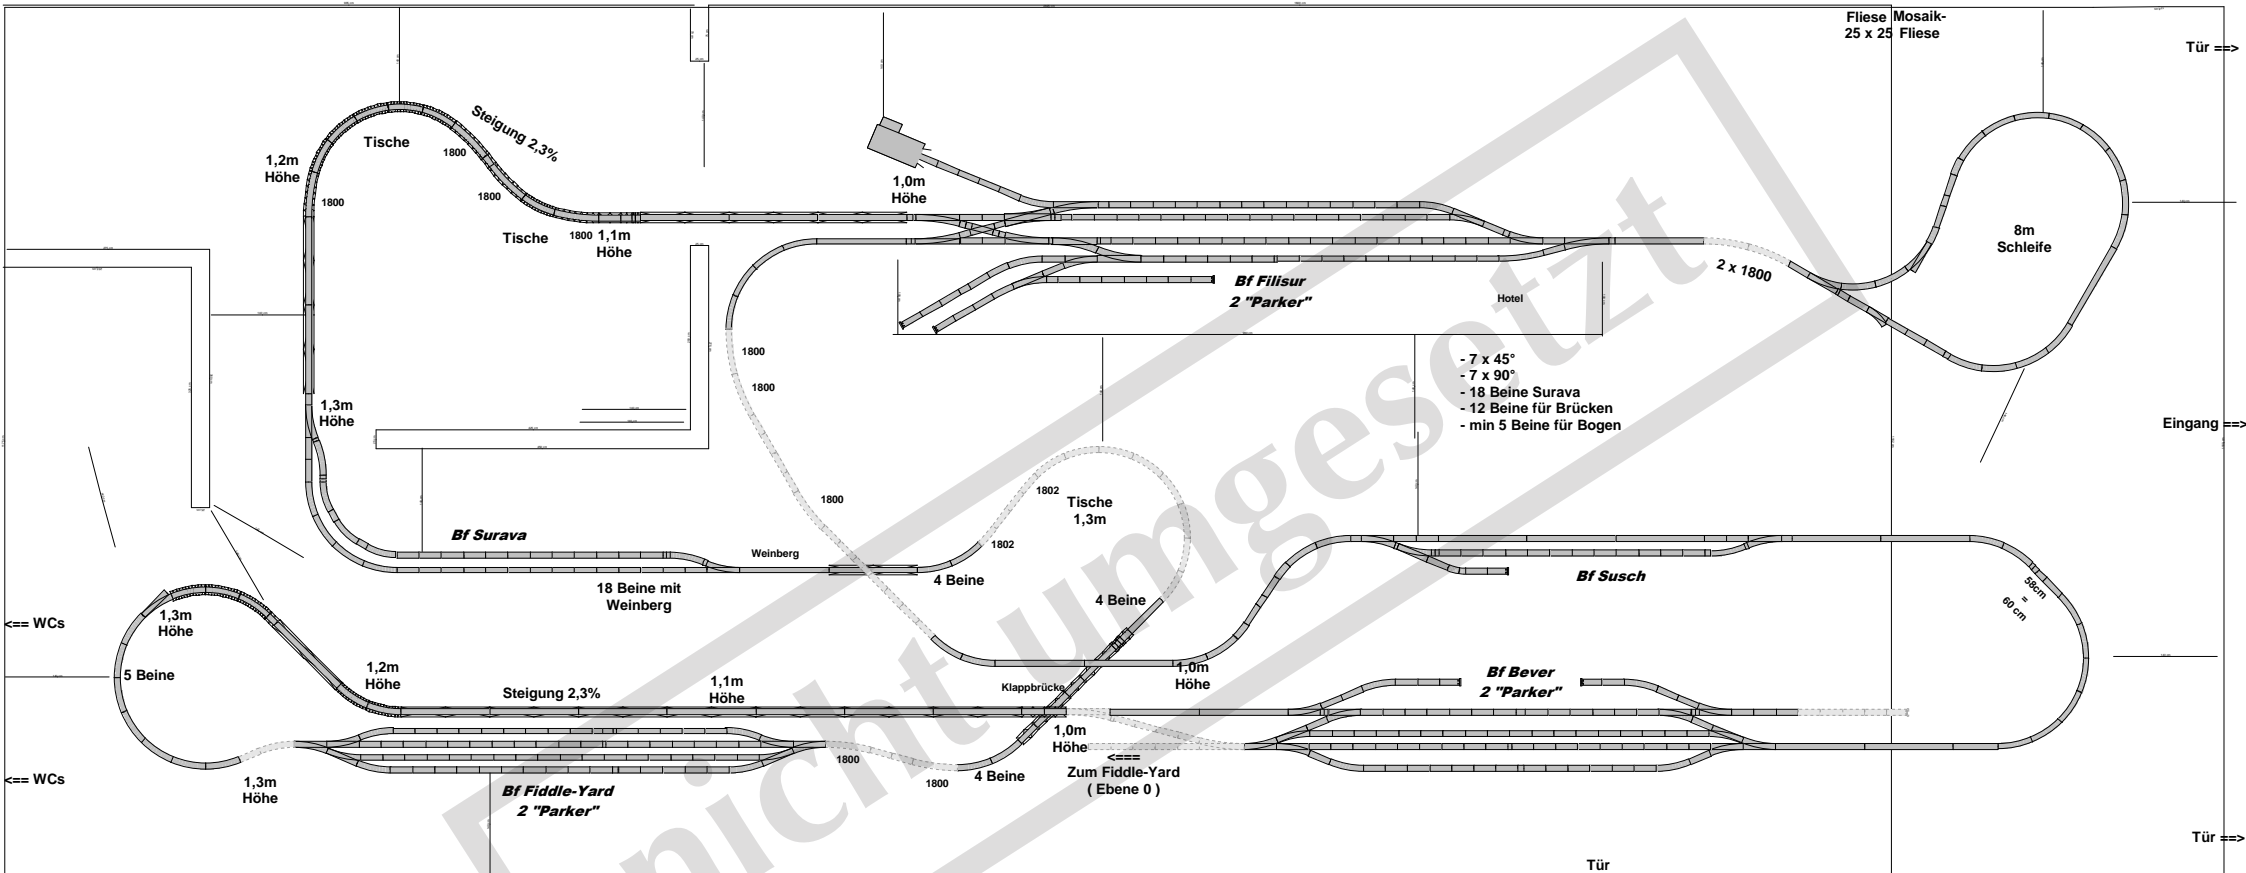 Fliese Mosaik-
25 x 25 Fliese
Tür ==>
Steigung 2,3%
Tische
1800
1,2m
Höhe
1800
1800
1,0m
Höhe
Tische
1800
1,1m
Höhe
8m
Schleife
2 x 1800
Bf Filisur
2 "Parker"
Hotel
1800
1800
- 7 x 45°
- 7 x 90°
- 18 Beine Surava
- 12 Beine für Brücken
- min 5 Beine für Bogen
1,3m
Höhe
Eingang ==>
1800
1802
Tische
1,3m
Bf Surava
Weinberg
1802
4 Beine
18 Beine mit
Weinberg
Bf Susch
58cm
=
60 cm
4 Beine
<== WCs
1,3m
Höhe
5 Beine
1,2m
Höhe
Steigung 2,3%
1,1m
Höhe
Klappbrücke
1,0m
Höhe
Bf Bever
2 "Parker"
1,0m
Höhe
<== WCs
1,3m
Höhe
1800
1800
4 Beine
<===
Zum Fiddle-Yard
( Ebene 0 )
Bf Fiddle-Yard
2 "Parker"
Tür ==>
Tür
nicht umgesetzt